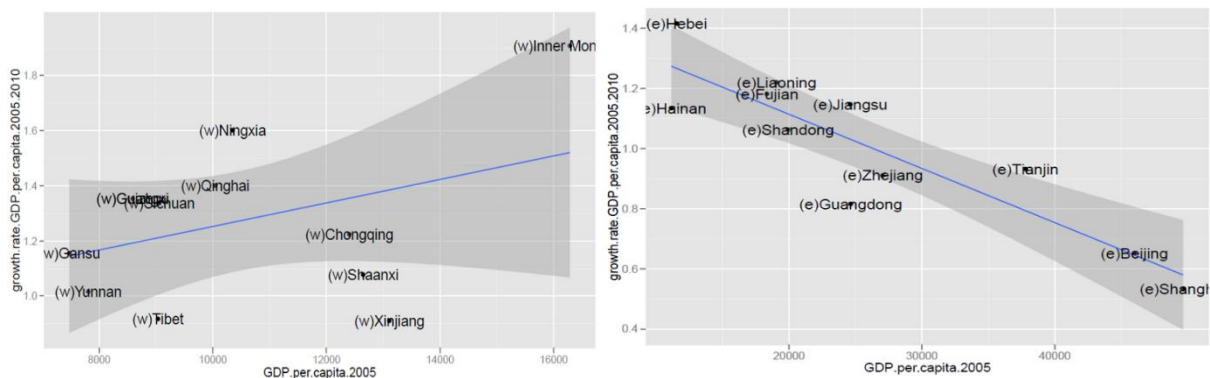 growth.rate.GDP.per.capita.2005.2010
1.8
1.6
1.4
1.2
1.0
(w)Inner Mon
(w)Ningxia
(w)Qinghai
(w)Sichuan
(w)Chongqing
(w)Gansu
(w)Shaanxi
(w)Yunnan
(w)Tibet
(w)Xinjiang
8000 10000 12000 14000 16000
GDP.per.capita.2005
growth.rate.GDP.per.capita.2005.2010
1.4
1.2
1.0
0.8
0.6
0.4
(e)Hebei
(e)Liaoning
(e)Fujian
(e)Jiangsu
e)Hainan
(e)Shandong
(e)Tianjin
(e)Zhejiang
(e)Guangdong
(e)Beijing
(e)Shangh
20000 30000 40000
GDP.per.capita.2005